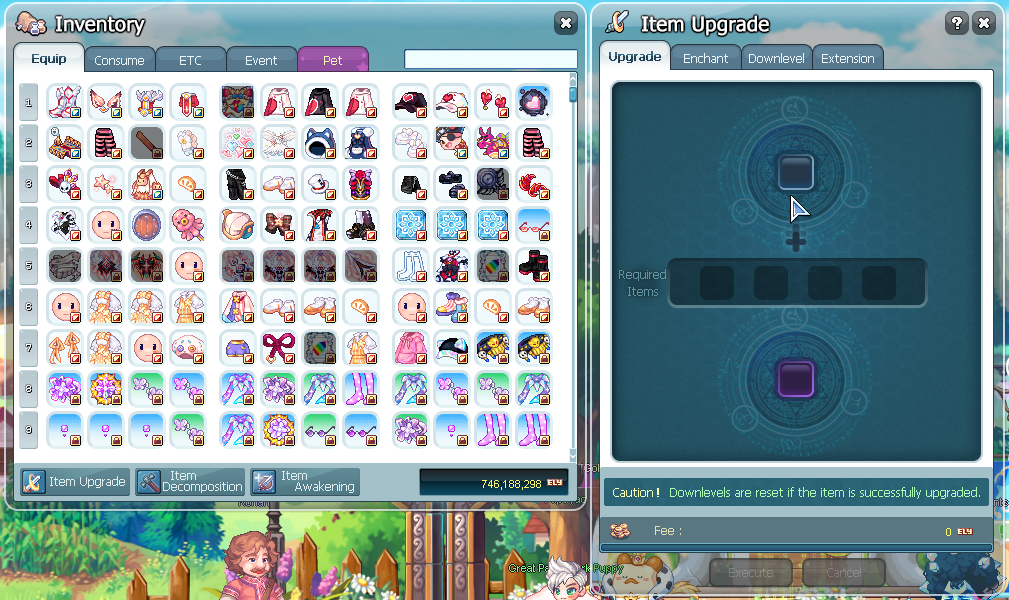 Inventory
Equip
Consume
ETC
Event
Pet
1
2
3
4
5
6
7
8
9
Item Upgrade
Item
Decomposition
Item
Awakening
746,188,298 ELY
Item Upgrade
?
Upgrade
Enchant
Downlevel
Extension
Required
Items
Caution ! Downlevels are reset if the item is successfully upgraded.
Fee :
0 ELY
Execute
Cancel
Great
Puppy